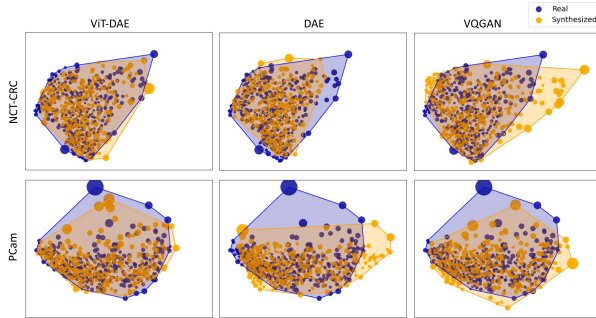 Real
Synthesized
ViT-DAE DAE VQGAN
NCT-CRC
PCam